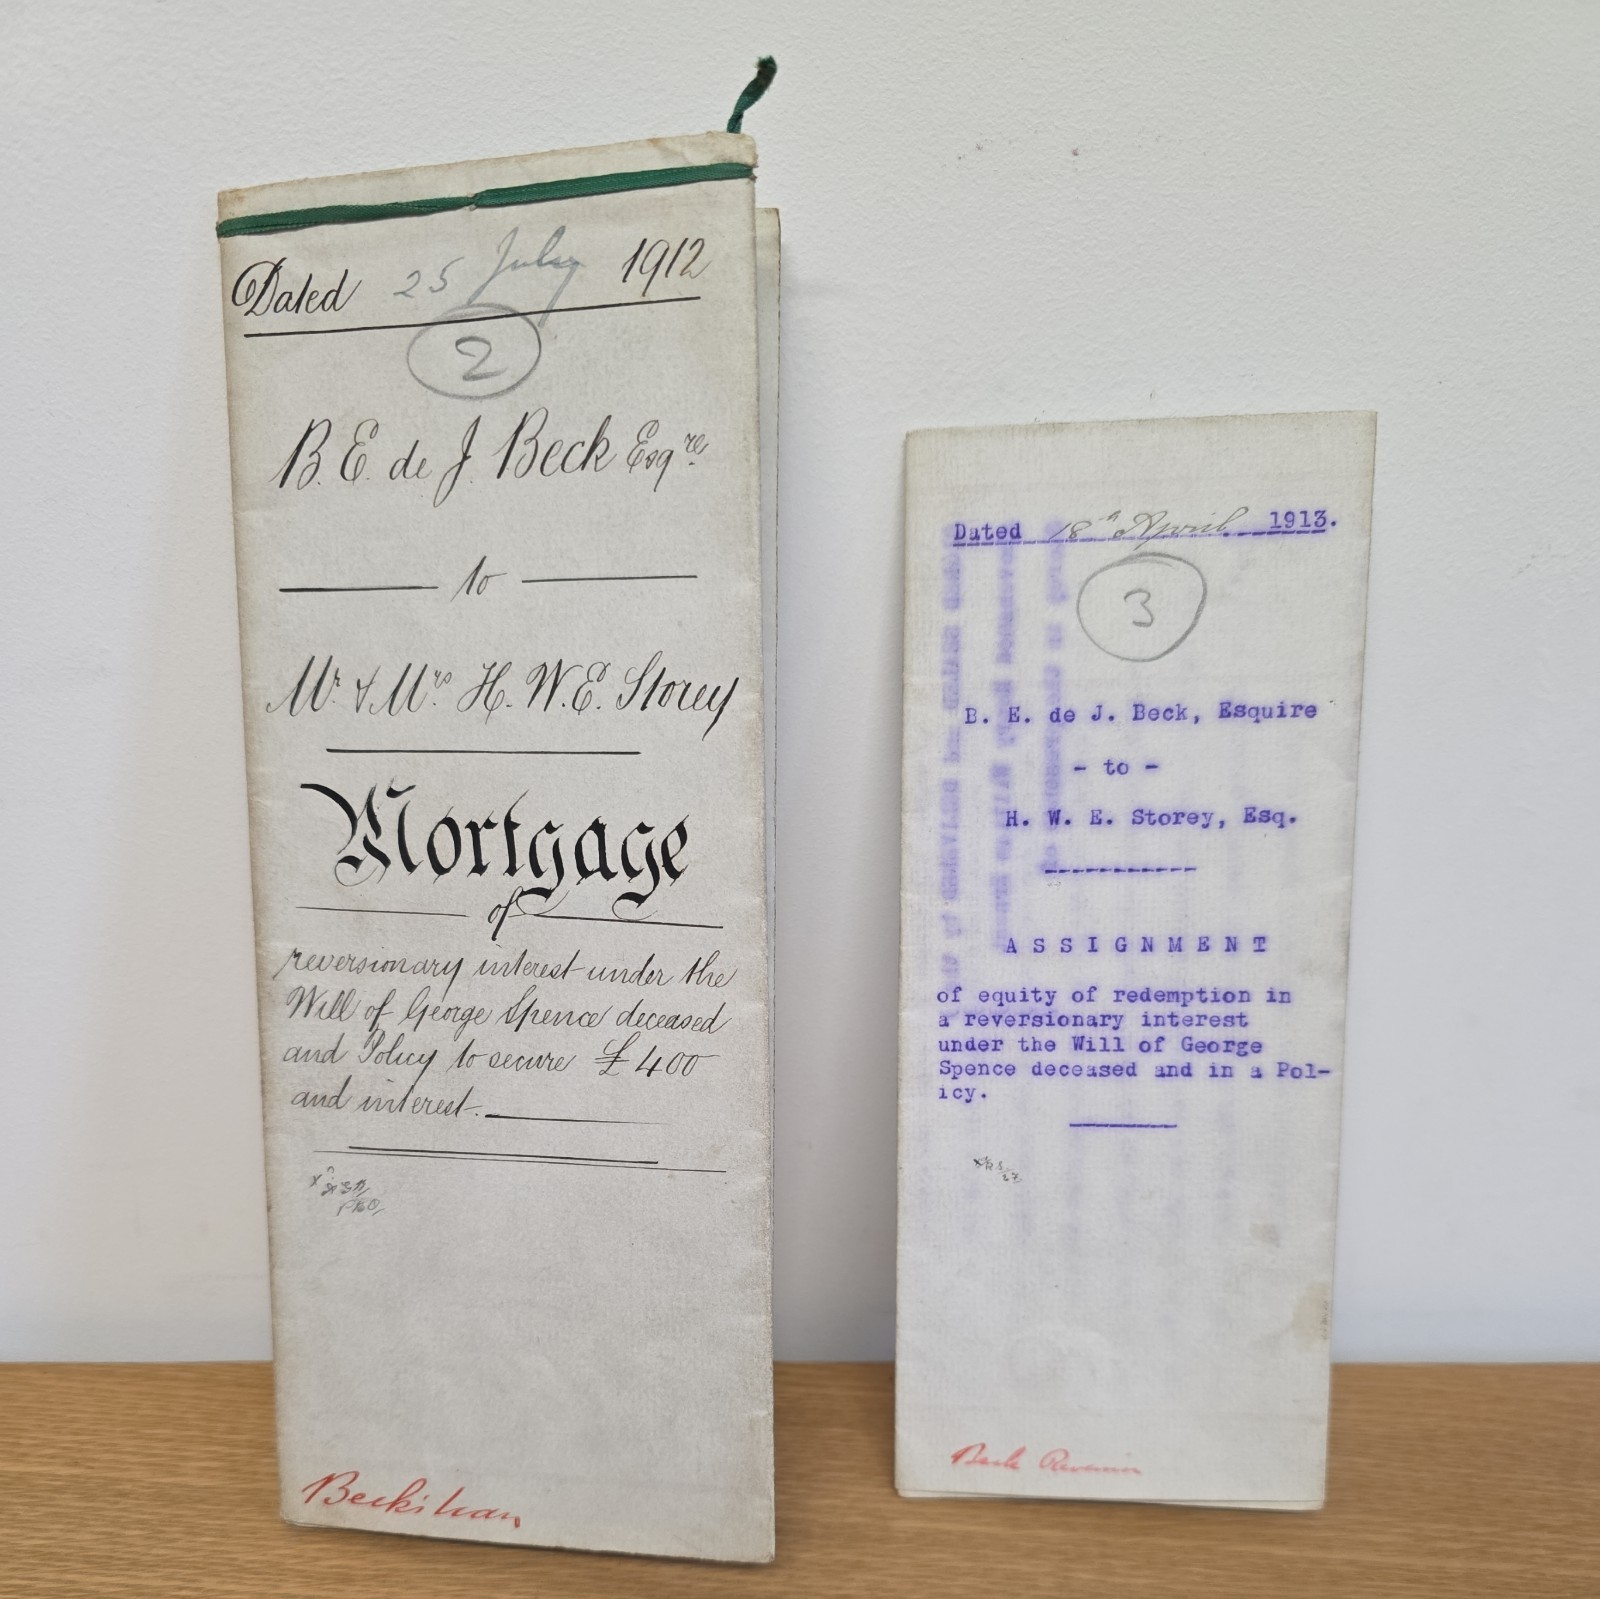 Dated 25 July 1912
2
B. E. de J. Beck Esqre.
to
Mr. & Mrs. H. W. E. Storey
Mortgage
of
reversionary interest under the
Will of George Spence deceased
and Policy to secure £400
and interest.
Beck's
Dated 18th April 1913.
3
B. E. de J. Beck, Esquire
- to -
H. W. E. Storey, Esq.
ASSIGNMENT
of equity of redemption in
a reversionary interest
under the Will of George
Spence deceased and in a Pol-
icy.
Beck